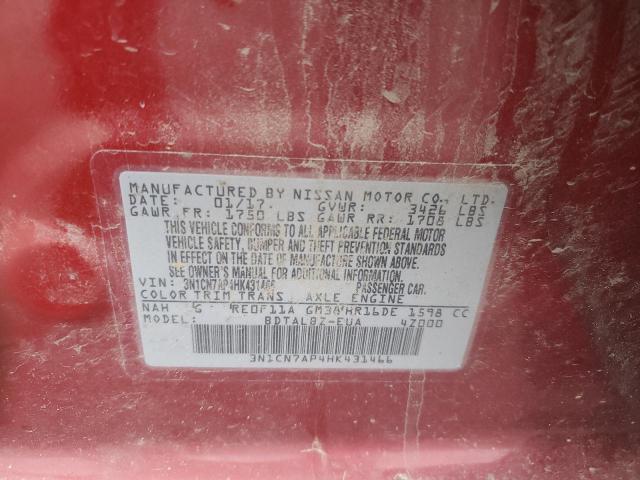 MANUFACTURED BY NISSAN MOTOR CO., LTD.
DATE: 01/17. GVWR: 3426 LBS
GAWR FR: 1750 LBS GAWR RR: 1708 LBS
THIS VEHICLE CONFORMS TO ALL APPLICABLE FEDERAL MOTOR
VEHICLE SAFETY, BUMPER AND THEFT PREVENTION STANDARDS
IN EFFECT ON THE DATE OF MANUFACTURE SHOWN ABOVE.
SEE OWNER'S MANUAL FOR ADDITIONAL INFORMATION.
VIN: 3N1CN7AP4HK431466 PASSENGER CAR.
COLOR TRIM TRANS AXLE ENGINE
NAH RE0F11A GM38 HR16DE 1598 CC
MODEL: BDTALBZ-EUA 4Z000
3N1CN7AP4HK431466